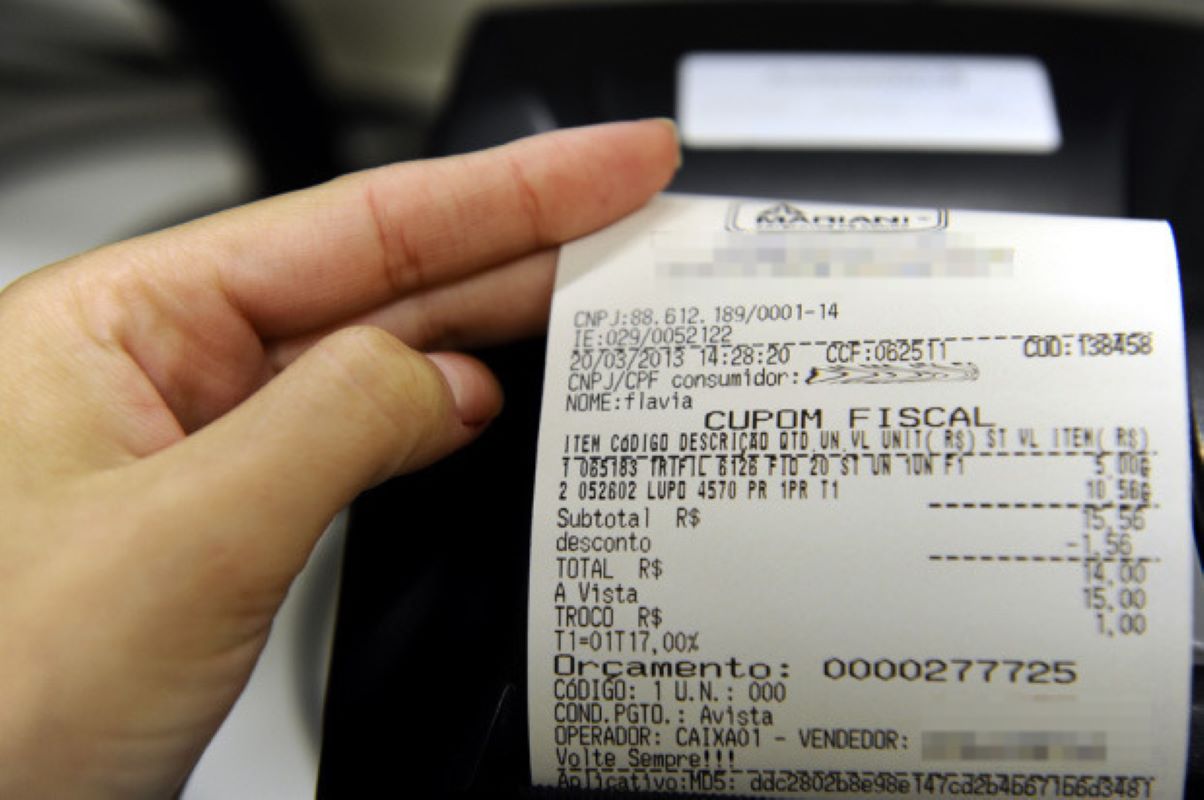 MARIANI
CNPJ:88.612.189/0001-14
IE:029/0052122
20/03/2013 14:28:20 CCF:062511 COO:138458
CNPJ/CPF consumidor:
NOME:flavia
CUPOM FISCAL
ITEM CÓDIGO DESCRIÇÃO QTD.UN.VL UNIT( R$) ST VL ITEM( R$)
1 065183 6128 20 ST UN 1UN F1 5,00
2 052602 LUPO 4570 PR 1PR T1 10,56
Subtotal R$ 15,56
desconto -1,56
TOTAL R$ 14,00
A Vista 15,00
TROCO R$ 1,00
T1=01T17,00%
Orçamento: 0000277725
CÓDIGO: 1 U.N.: 000
COND.PGTO.: Avista
OPERADOR: CAIXA01 - VENDEDOR:
Volte Sempre!!!
Aplicativo:MD5: